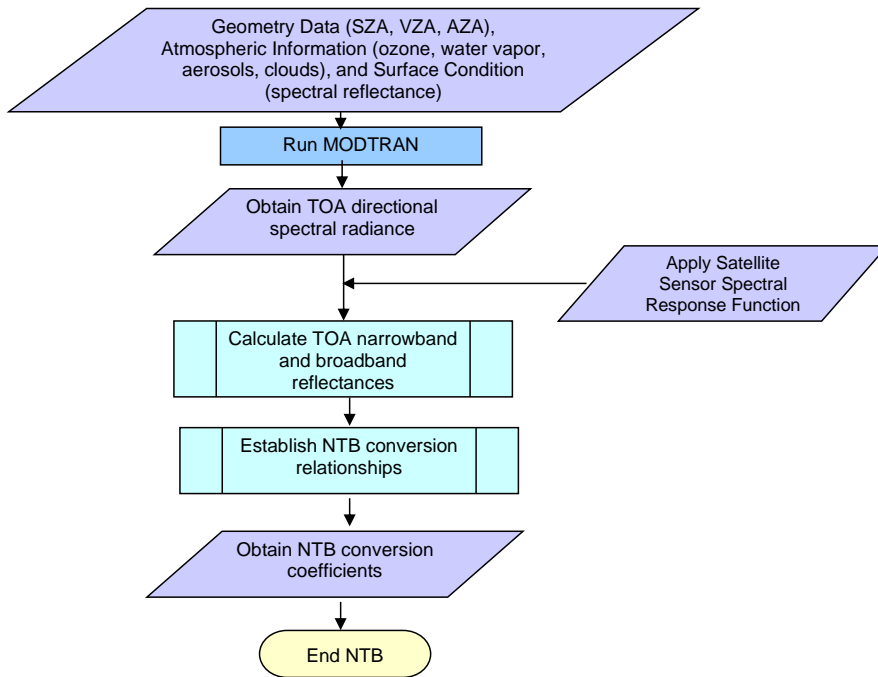 Geometry Data (SZA, VZA, AZA),
Atmospheric Information (ozone, water vapor,
aerosols, clouds), and Surface Condition
(spectral reflectance)
Run MODTRAN
Obtain TOA directional
spectral radiance
Apply Satellite
Sensor Spectral
Response Function
Calculate TOA narrowband
and broadband
reflectances
Establish NTB conversion
relationships
Obtain NTB conversion
coefficients
End NTB